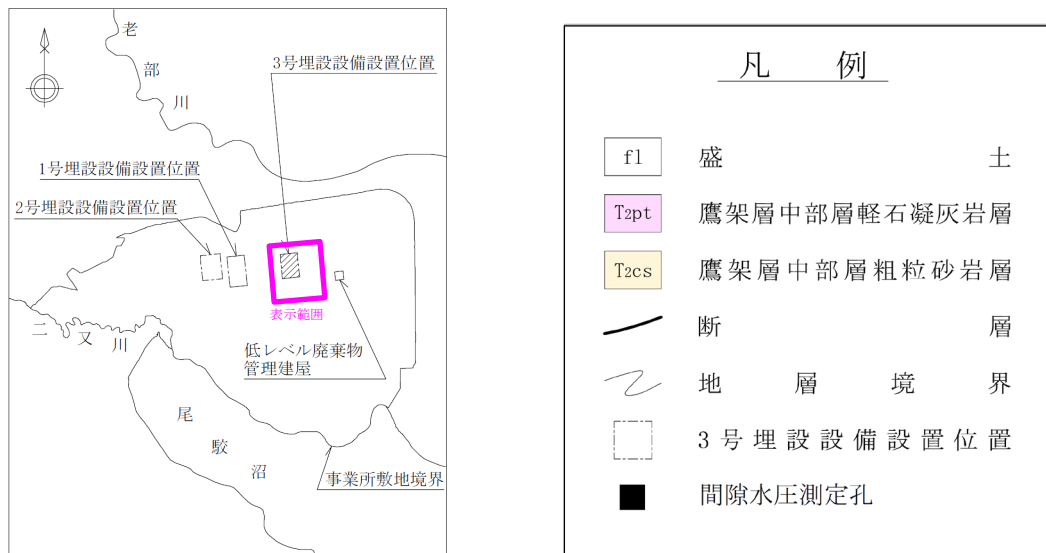 老部川
3号埋設設備設置位置
1号埋設設備設置位置
2号埋設設備設置位置
表示範囲
二又川
低レベル廃棄物
管理建屋
尾駮沼
事業所敷地境界
凡 例
fl 盛土
T2pt 鷹架層中部層軽石凝灰岩層
T2cs 鷹架層中部層粗粒砂岩層
断層
地層境界
3号埋設設備設置位置
間隙水圧測定孔